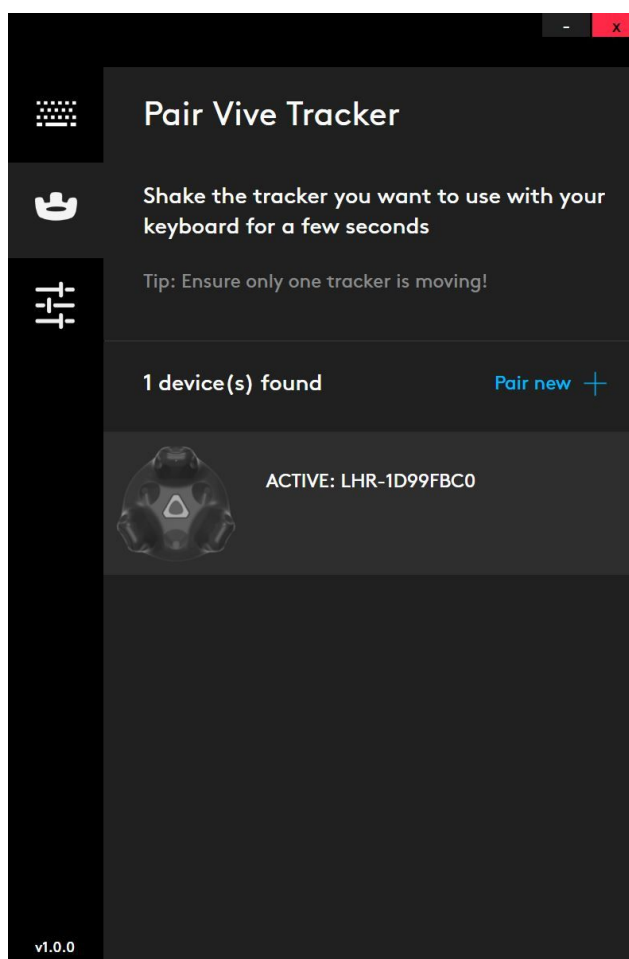 - x
Pair Vive Tracker
Shake the tracker you want to use with your
keyboard for a few seconds
Tip: Ensure only one tracker is moving!
1 device(s) found Pair new +
ACTIVE: LHR-1D99FBC0
v1.0.0